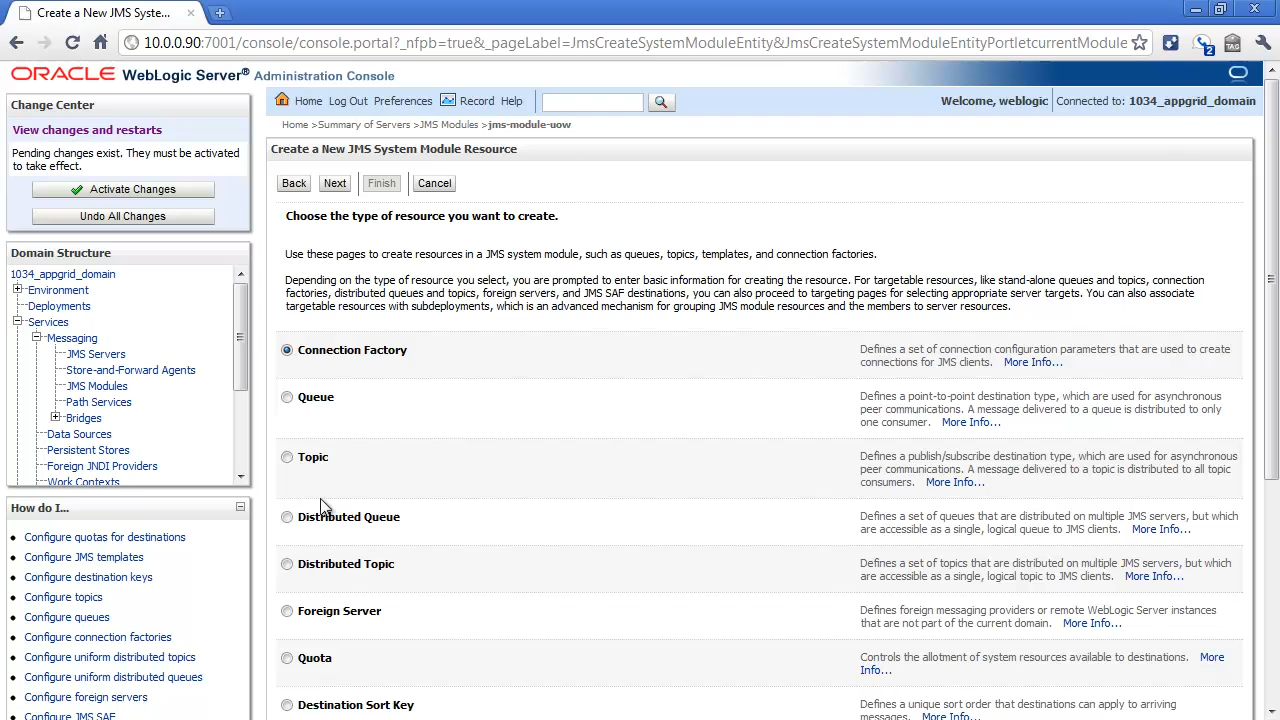 Create a New JMS Syste...
10.0.0.90:7001/console/console.portal?_nfpb=true&_pageLabel=JmsCreateSystemModuleEntity&JmsCreateSystemModuleEntityPortletcurrentModule
2
TAG
ORACLE WebLogic Server® Administration Console
Change Center
View changes and restarts
Pending changes exist. They must be activated
to take effect.
Activate Changes
Undo All Changes
Domain Structure
1034_appgrid_domain
Environment
Deployments
Services
Messaging
JMS Servers
Store-and-Forward Agents
JMS Modules
Path Services
Bridges
Data Sources
Persistent Stores
Foreign JNDI Providers
Work Contexts
How do I...
Configure quotas for destinations
Configure JMS templates
Configure destination keys
Configure topics
Configure queues
Configure connection factories
Configure uniform distributed topics
Configure uniform distributed queues
Configure foreign servers
Configure JMS SAF
Home Log Out Preferences Record Help
Welcome, weblogic Connected to: 1034_appgrid_domain
Home >Summary of Servers >JMS Modules >jms-module-uow
Create a New JMS System Module Resource
Back Next Finish Cancel
Choose the type of resource you want to create.
Use these pages to create resources in a JMS system module, such as queues, topics, templates, and connection factories.
Depending on the type of resource you select, you are prompted to enter basic information for creating the resource. For targetable resources, like stand-alone queues and topics, connection
factories, distributed queues and topics, foreign servers, and JMS SAF destinations, you can also proceed to targeting pages for selecting appropriate server targets. You can also associate
targetable resources with subdeployments, which is an advanced mechanism for grouping JMS module resources and the members to server resources.
Connection Factory
Defines a set of connection configuration parameters that are used to create
connections for JMS clients. More Info...
Queue
Defines a point-to-point destination type, which are used for asynchronous
peer communications. A message delivered to a queue is distributed to only
one consumer. More Info...
Topic
Defines a publish/subscribe destination type, which are used for asynchronous
peer communications. A message delivered to a topic is distributed to all topic
consumers. More Info...
Distributed Queue
Defines a set of queues that are distributed on multiple JMS servers, but which
are accessible as a single, logical queue to JMS clients. More Info...
Distributed Topic
Defines a set of topics that are distributed on multiple JMS servers, but which
are accessible as a single, logical topic to JMS clients. More Info...
Foreign Server
Defines foreign messaging providers or remote WebLogic Server instances
that are not part of the current domain. More Info...
Quota
Controls the allotment of system resources available to destinations. More
Info...
Destination Sort Key
Defines a unique sort order that destinations can apply to arriving
messages. More Info...